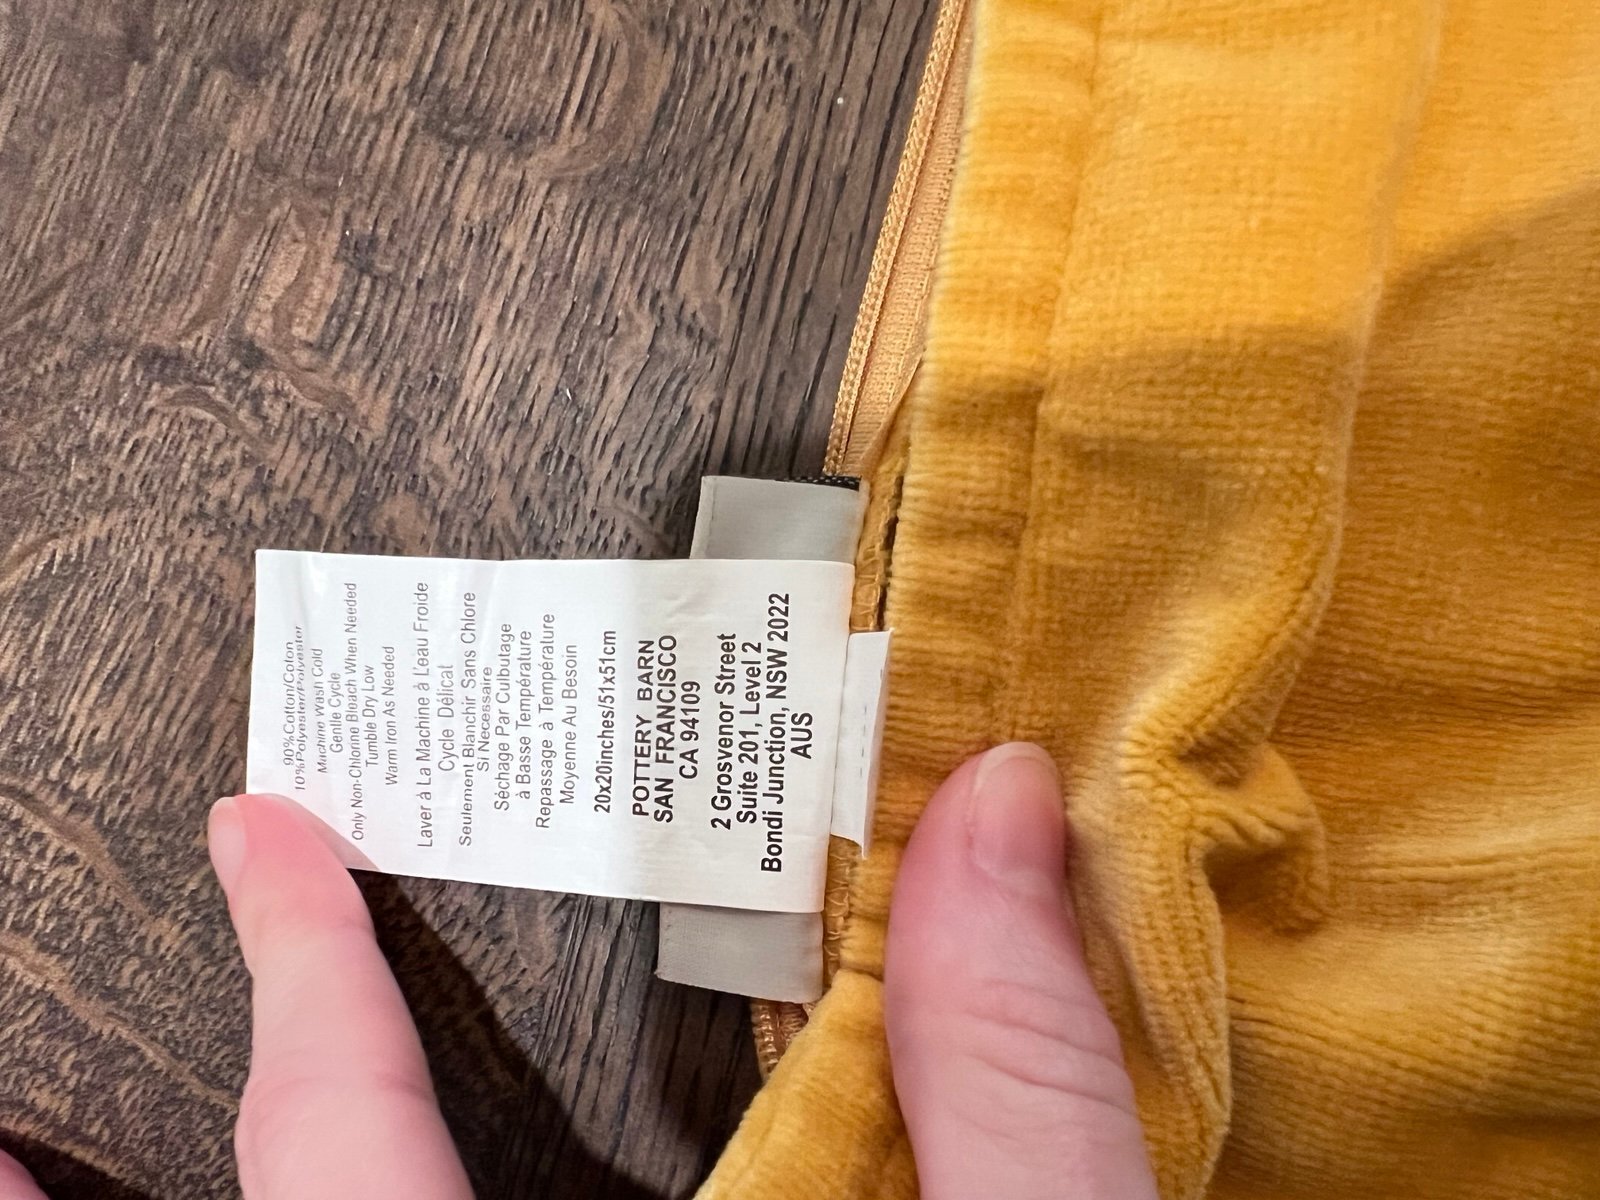 90%Cotton/Coton
10%Polyester/Polyester
Machine Wash Cold
Gentle Cycle
Only Non-Chlorine Bleach When Needed
Tumble Dry Low
Warm Iron As Needed
Laver à La Machine à L'eau Froide
Cycle Délicat
Seulement Blanchir Sans Chlore
Si Necessaire
Séchage Par Culbutage
à Basse Température
Repassage à Température
Moyenne Au Besoin
20x20inches/51x51cm
POTTERY BARN
SAN FRANCISCO
CA 94109
2 Grosvenor Street
Suite 201, Level 2
Bondi Junction, NSW 2022
AUS